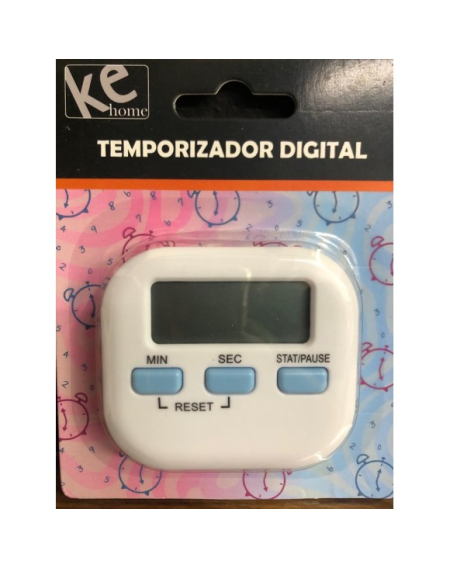 ke
home
TEMPORIZADOR DIGITAL
MIN SEC STAT/PAUSE
RESET